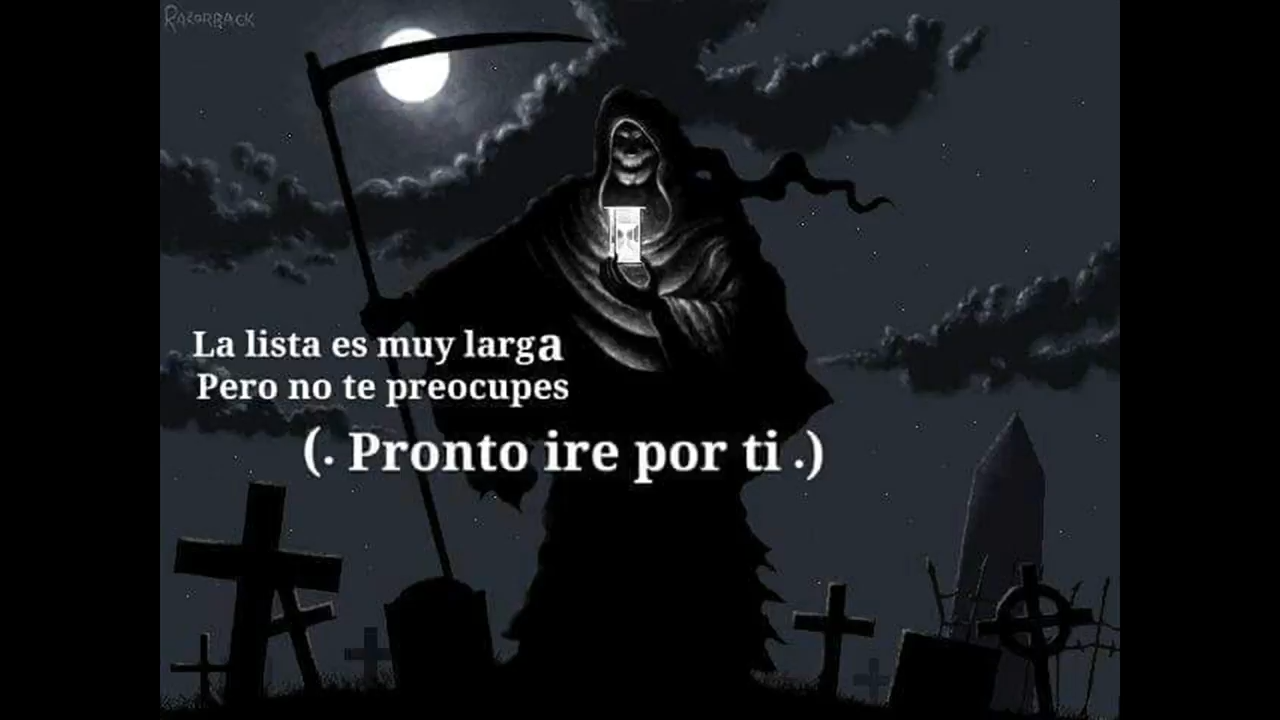 RAZORBACK
La lista es muy larga
Pero no te preocupes
(. Pronto ire por ti .)